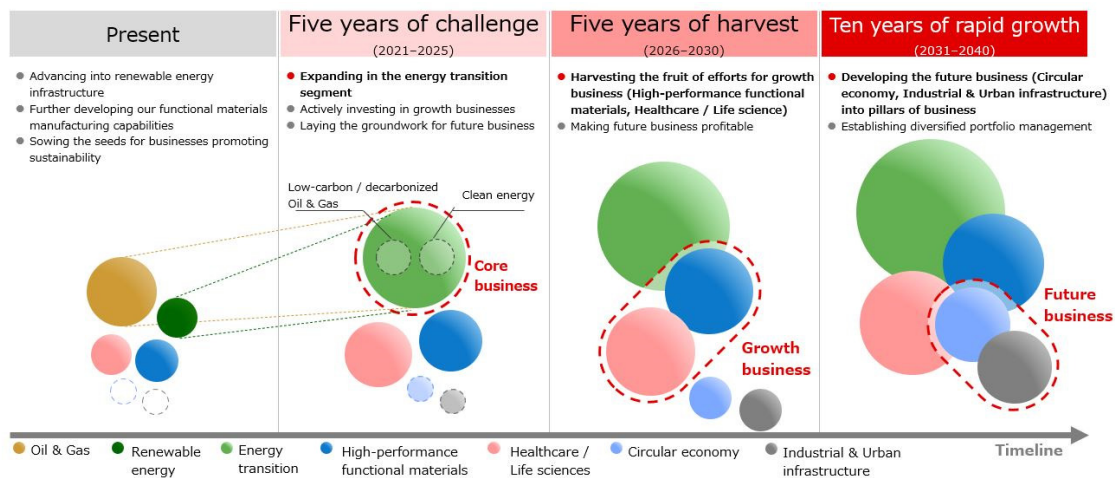 Present
● Advancing into renewable energy
infrastructure
● Further developing our functional materials
manufacturing capabilities
● Sowing the seeds for businesses promoting
sustainability
Five years of challenge
(2021–2025)
● Expanding in the energy transition
segment
● Actively investing in growth businesses
● Laying the groundwork for future business
Five years of harvest
(2026–2030)
● Harvesting the fruit of efforts for growth
business (High-performance functional
materials, Healthcare / Life science)
● Making future business profitable
Ten years of rapid growth
(2031–2040)
● Developing the future business (Circular
economy, Industrial & Urban infrastructure)
into pillars of business
● Establishing diversified portfolio management
Low-carbon / decarbonized
Oil & Gas
Clean energy
Core
business
Growth
business
Future
business
Timeline
Oil & Gas
Renewable
energy
Energy
transition
High-performance
functional materials
Healthcare /
Life sciences
Circular economy
Industrial & Urban
infrastructure